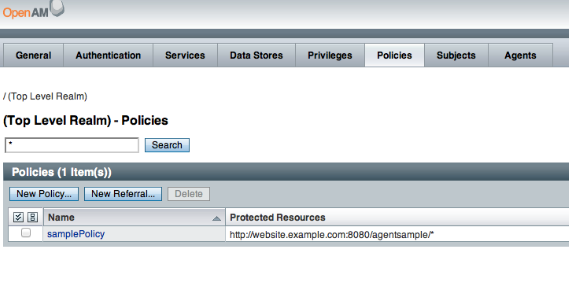 OpenAM
General Authentication Services Data Stores Privileges Policies Subjects Agents
/ (Top Level Realm)
(Top Level Realm) - Policies
* Search
Policies (1 Item(s))
New Policy... New Referral... Delete
Name Protected Resources
samplePolicy http://website.example.com:8080/agentsample/*